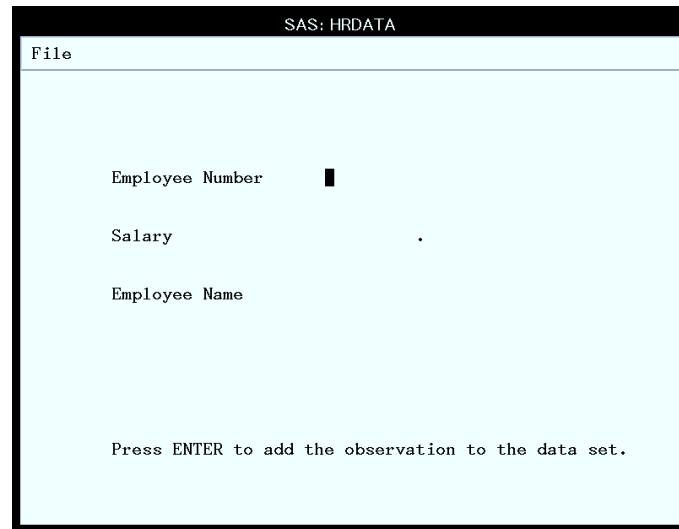 SAS: HRDATA
File
Employee Number
Salary .
Employee Name
Press ENTER to add the observation to the data set.